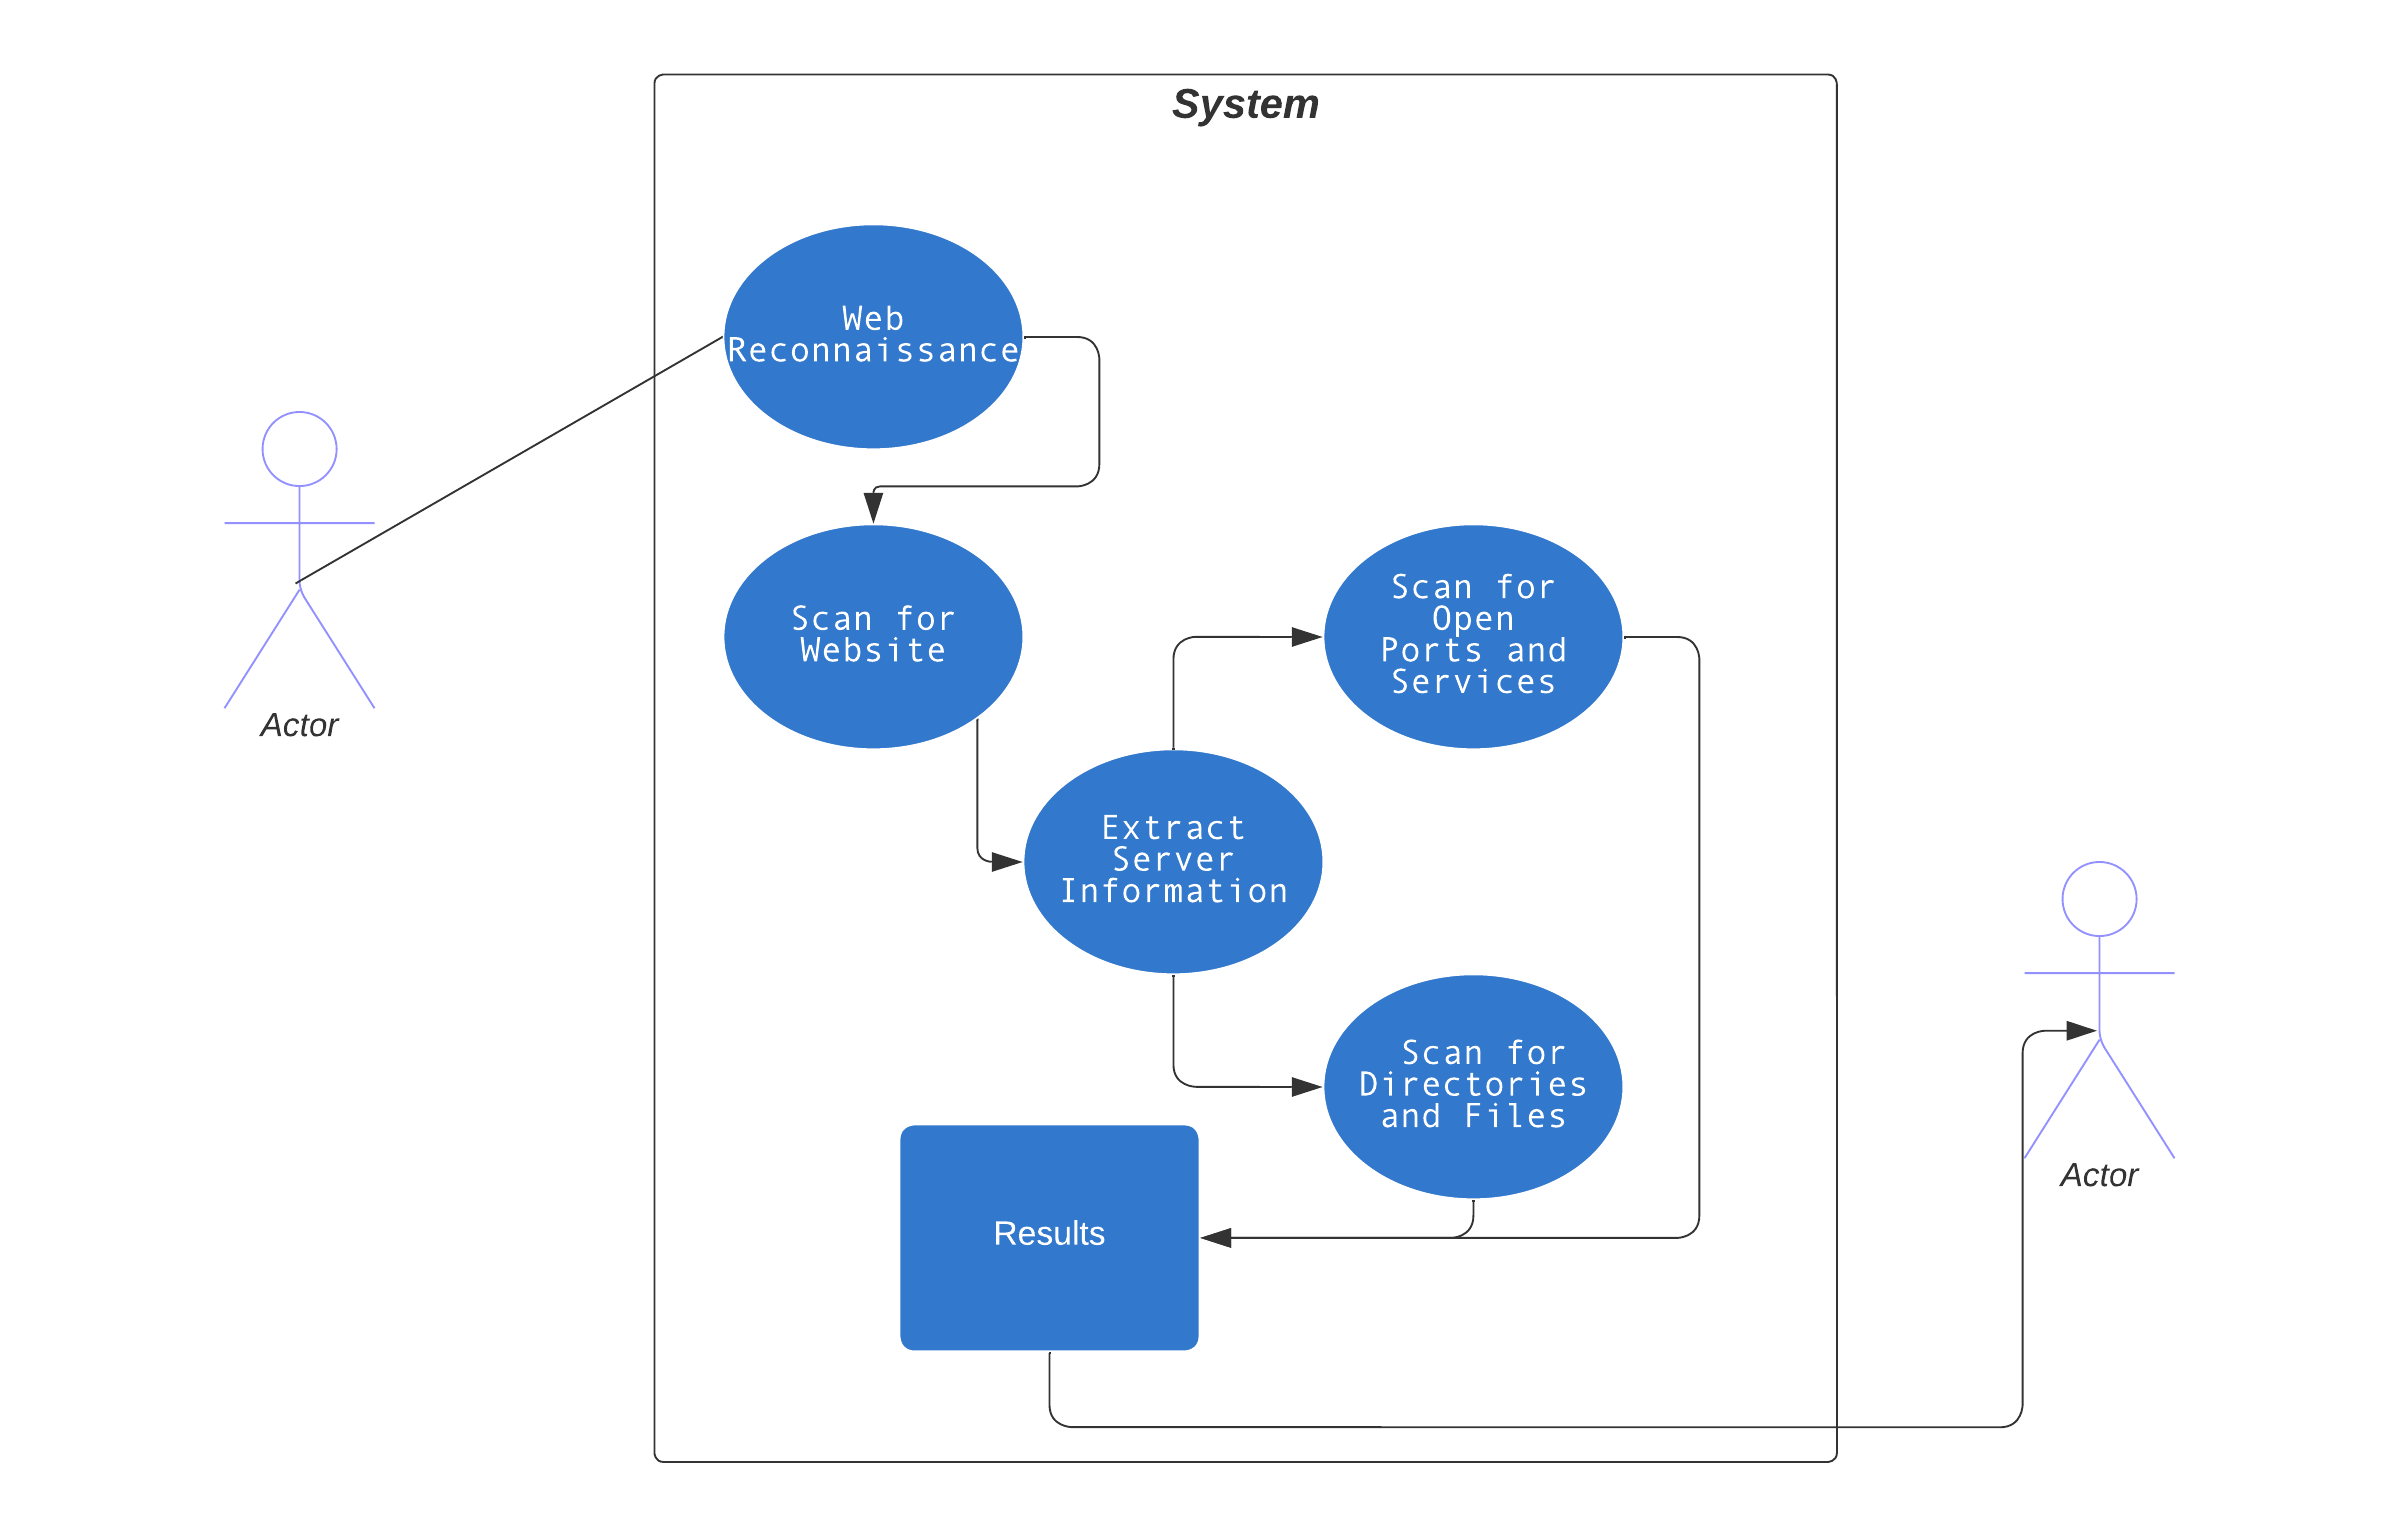 System
Web
Reconnaissance
Actor
Scan for
Website
Scan for
Open
Ports and
Services
Extract
Server
Information
Scan for
Directories
and Files
Results
Actor